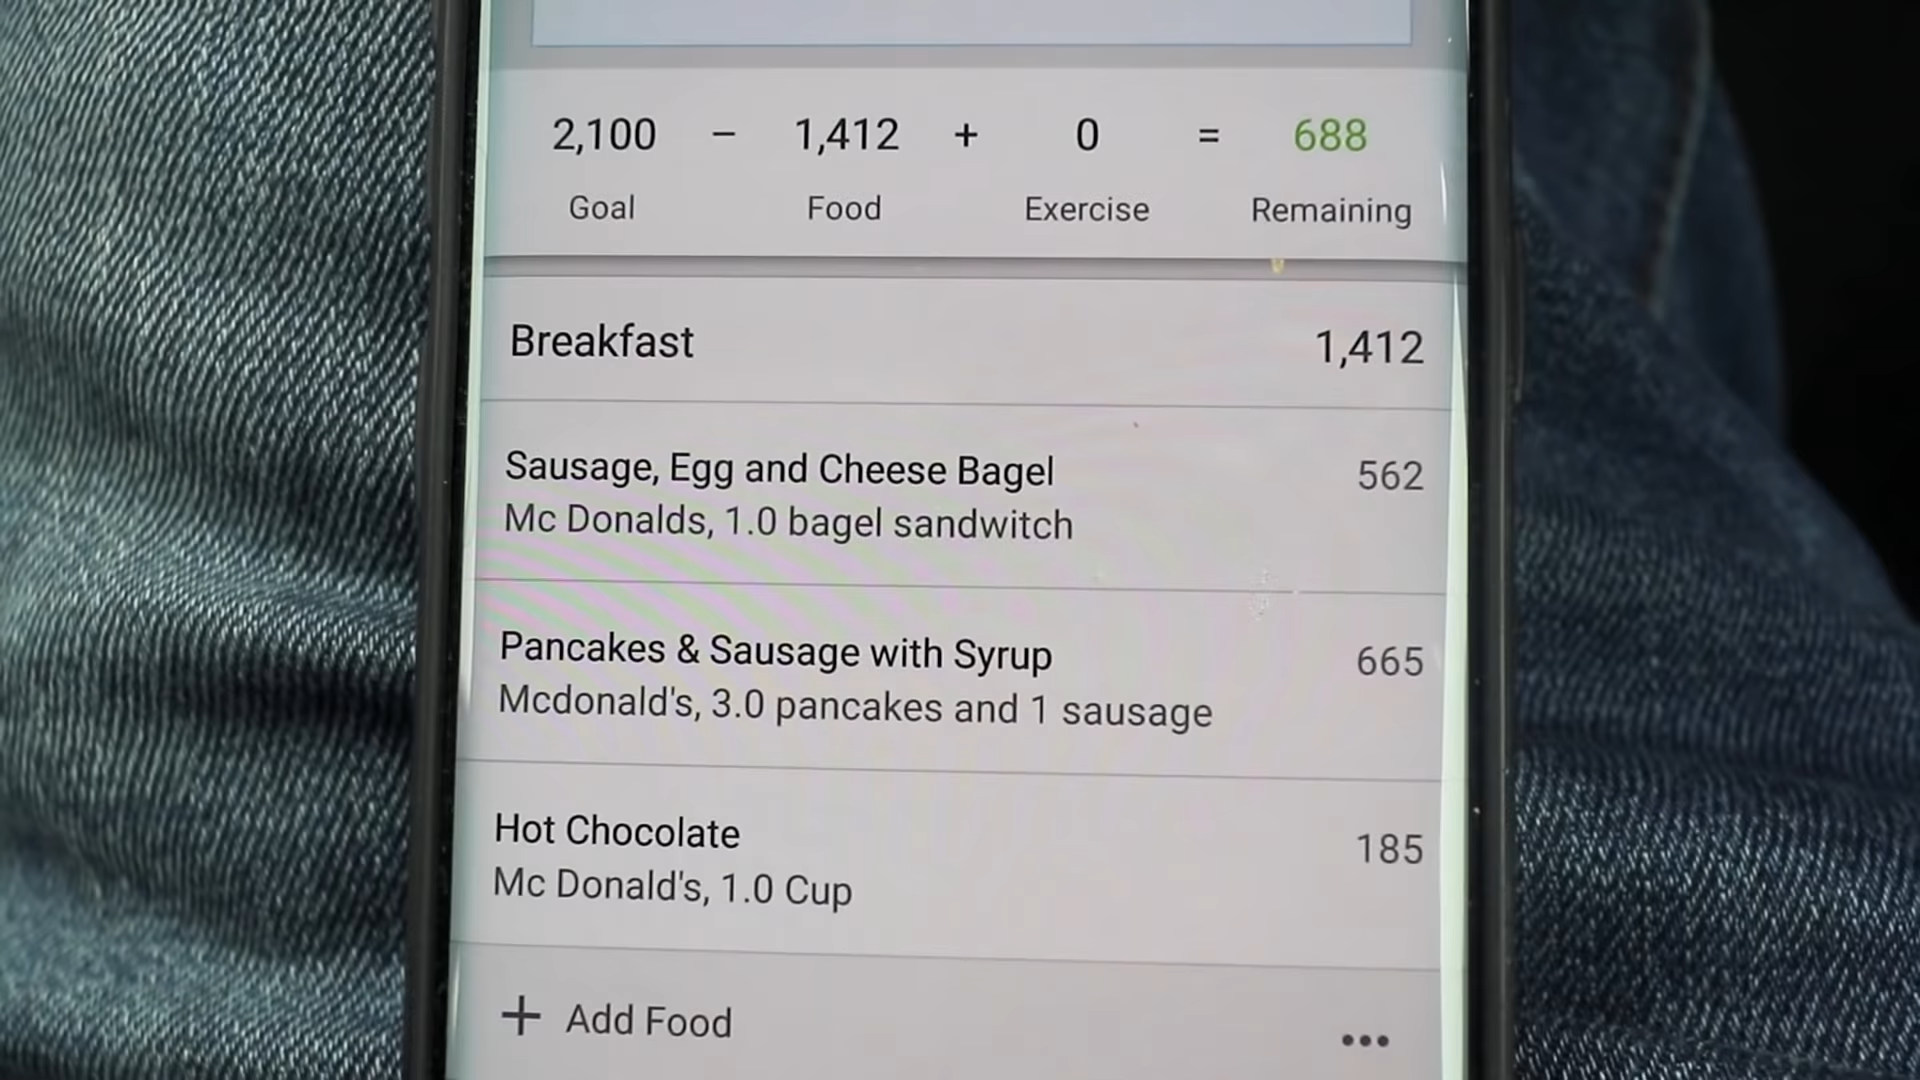 2,100 – 1,412 + 0 = 688
Goal Food Exercise Remaining
Breakfast 1,412
Sausage, Egg and Cheese Bagel 562
Mc Donalds, 1.0 bagel sandwitch
Pancakes & Sausage with Syrup 665
Mcdonald's, 3.0 pancakes and 1 sausage
Hot Chocolate 185
Mc Donald's, 1.0 Cup
+ Add Food •••